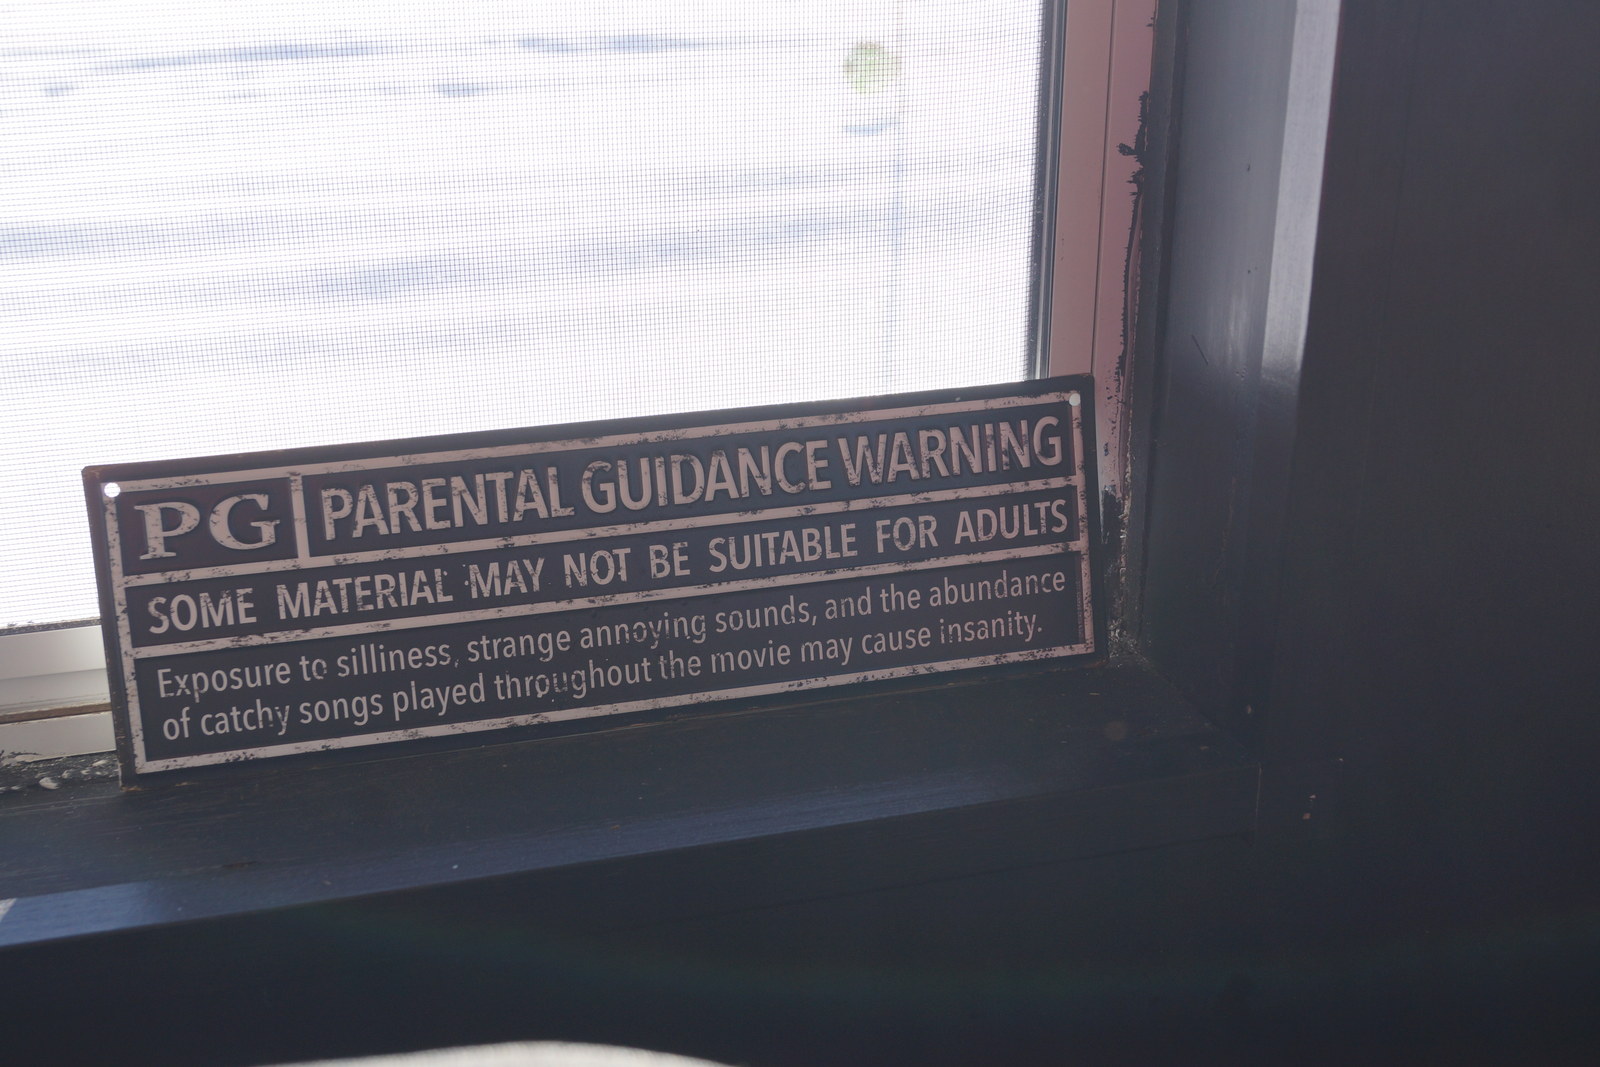 PG PARENTAL GUIDANCE WARNING
SOME MATERIAL MAY NOT BE SUITABLE FOR ADULTS
Exposure to silliness, strange annoying sounds, and the abundance
of catchy songs played throughout the movie may cause insanity.